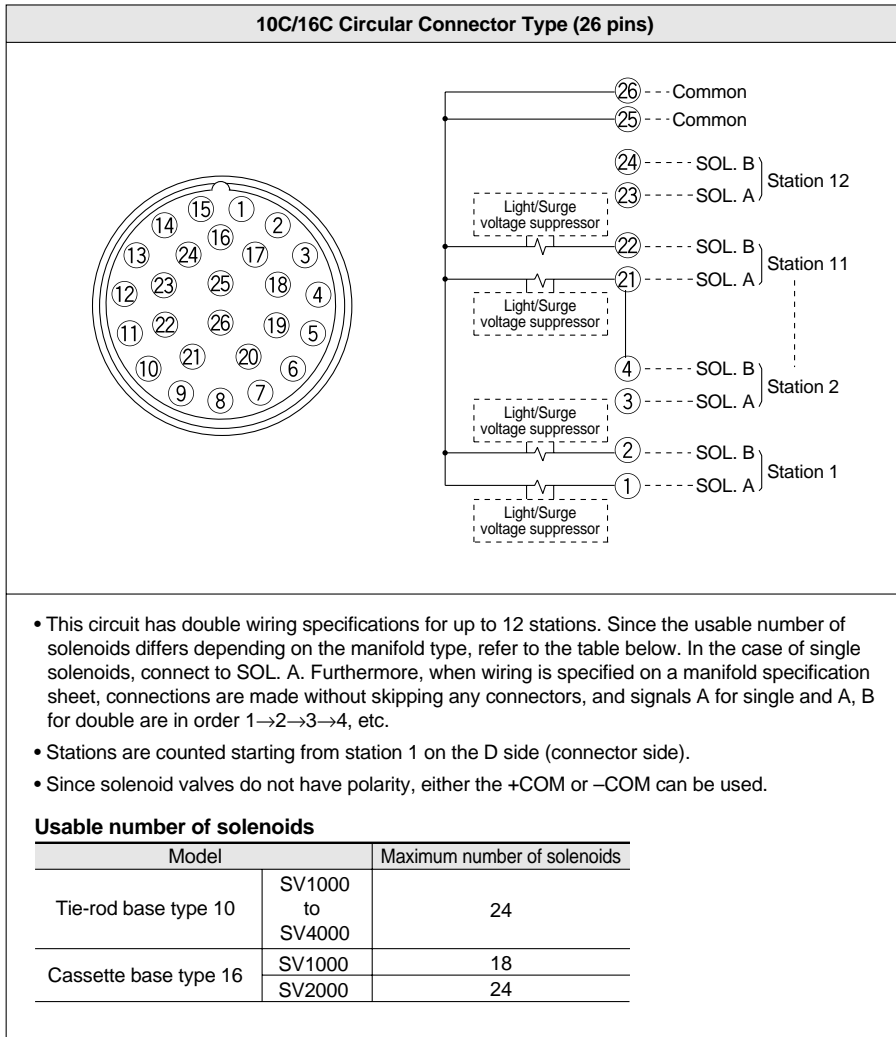 10C/16C Circular Connector Type (26 pins)
15 1
14 2
16
13 24 17 3
12 23 25 18 4
11 22 26 19 5
21 20
10 6
9 8 7
26 Common
25 Common
24 SOL. B
Station 12
23 SOL. A
Light/Surge
voltage suppressor
22 SOL. B
Station 11
21 SOL. A
Light/Surge
voltage suppressor
4 SOL. B
Station 2
3 SOL. A
Light/Surge
voltage suppressor
2 SOL. B
Station 1
1 SOL. A
Light/Surge
voltage suppressor
• This circuit has double wiring specifications for up to 12 stations. Since the usable number of
solenoids differs depending on the manifold type, refer to the table below. In the case of single
solenoids, connect to SOL. A. Furthermore, when wiring is specified on a manifold specification
sheet, connections are made without skipping any connectors, and signals A for single and A, B
for double are in order 1→2→3→4, etc.
• Stations are counted starting from station 1 on the D side (connector side).
• Since solenoid valves do not have polarity, either the +COM or –COM can be used.
Usable number of solenoids
Model Maximum number of solenoids
Tie-rod base type 10 SV1000 to SV4000 24
Cassette base type 16 SV1000 18
SV2000 24